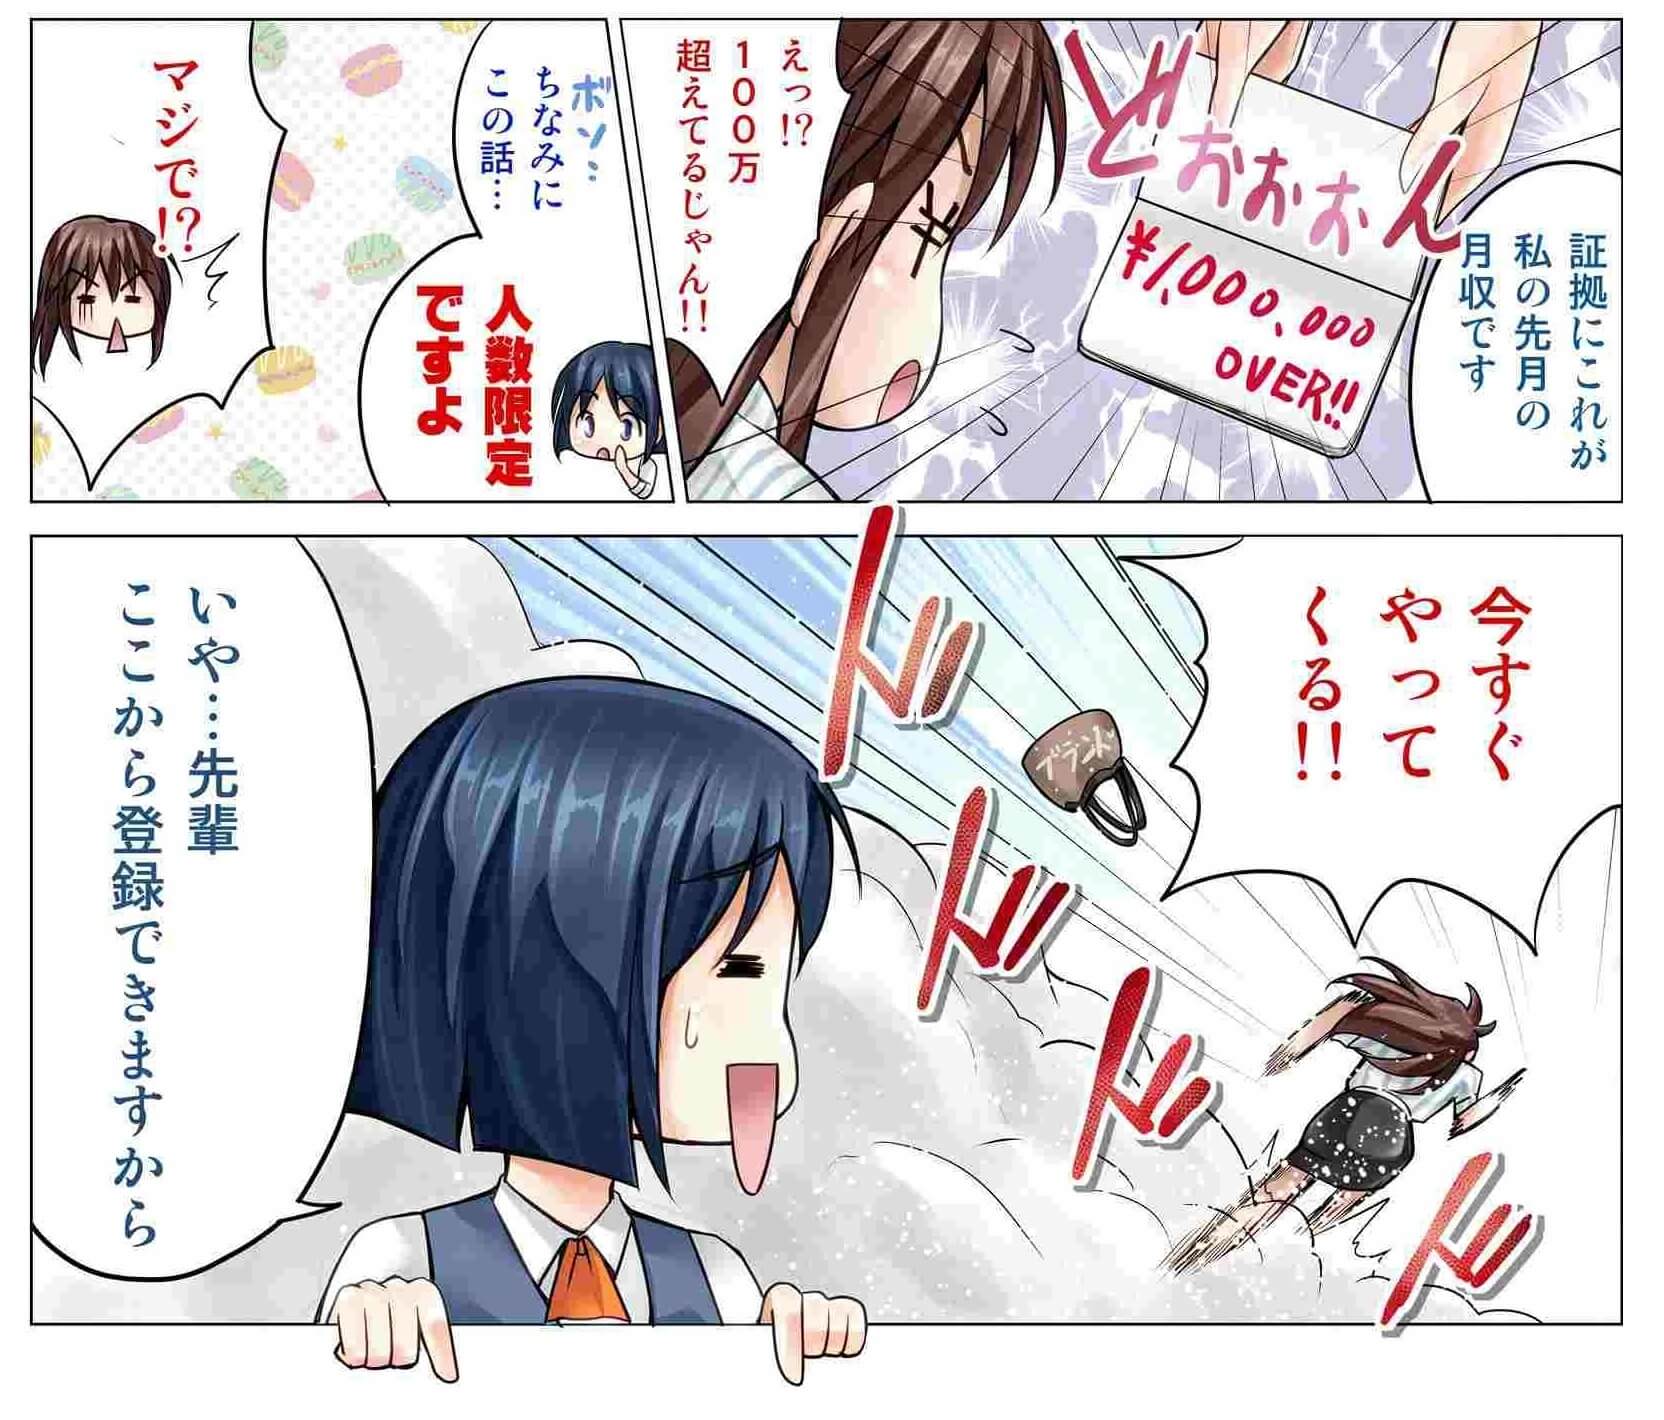 証拠にこれが
私の先月の
月収です
どおおおん
¥1,000,000
OVER!!
えっ!?
100万
超えてるじゃん!!
ボソ…
ちなみに
この話…
人数限定
ですよ
マジで!?
今すぐ
やって
くる!!
ブランド
ドドドド
いや…先輩
ここから登録できますから